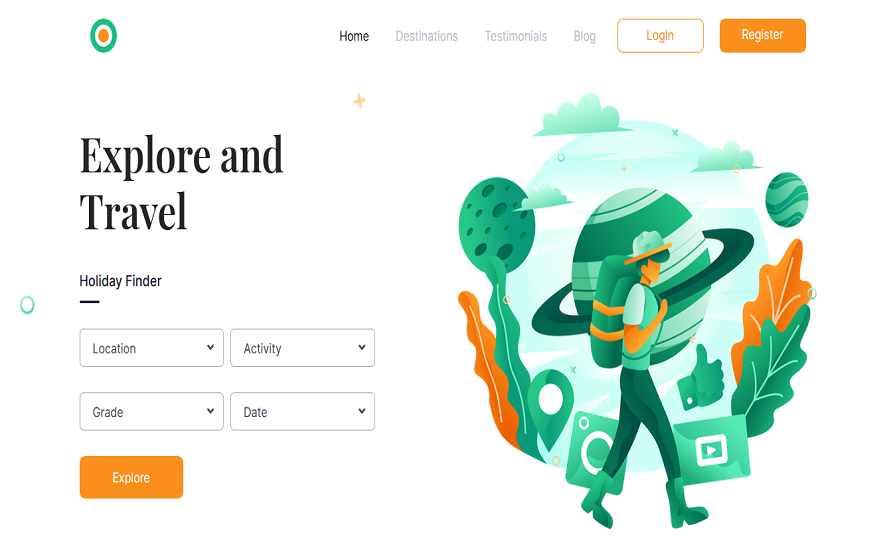 Home Destinations Testimonials Blog Login Register
Explore and
Travel
Holiday Finder
Location Activity
Grade Date
Explore